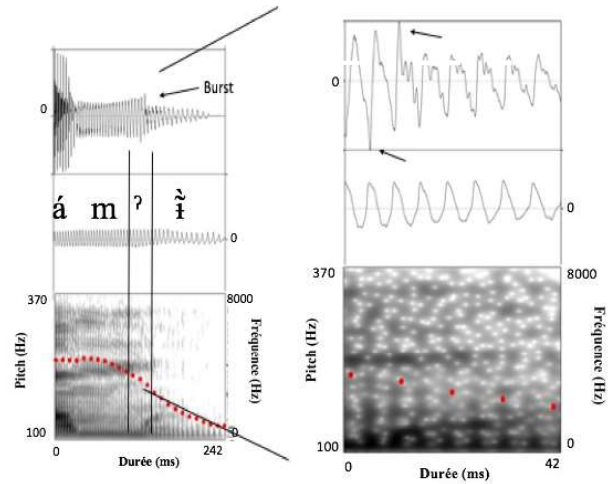 0
Burst
á m ˀ ɨ̰̀
0
370
8000
Pitch (Hz)
Fréquence (Hz)
100
0
0
242
Durée (ms)
0
0
370
8000
Pitch (Hz)
Fréquence (Hz)
100
0
0
42
Durée (ms)